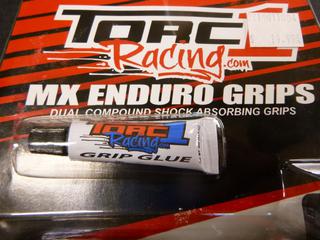 TORC1
Racing.com
MX ENDURO GRIPS
DUAL COMPOUND SHOCK ABSORBING GRIPS
TORC1
Racing
GRIP GLUE